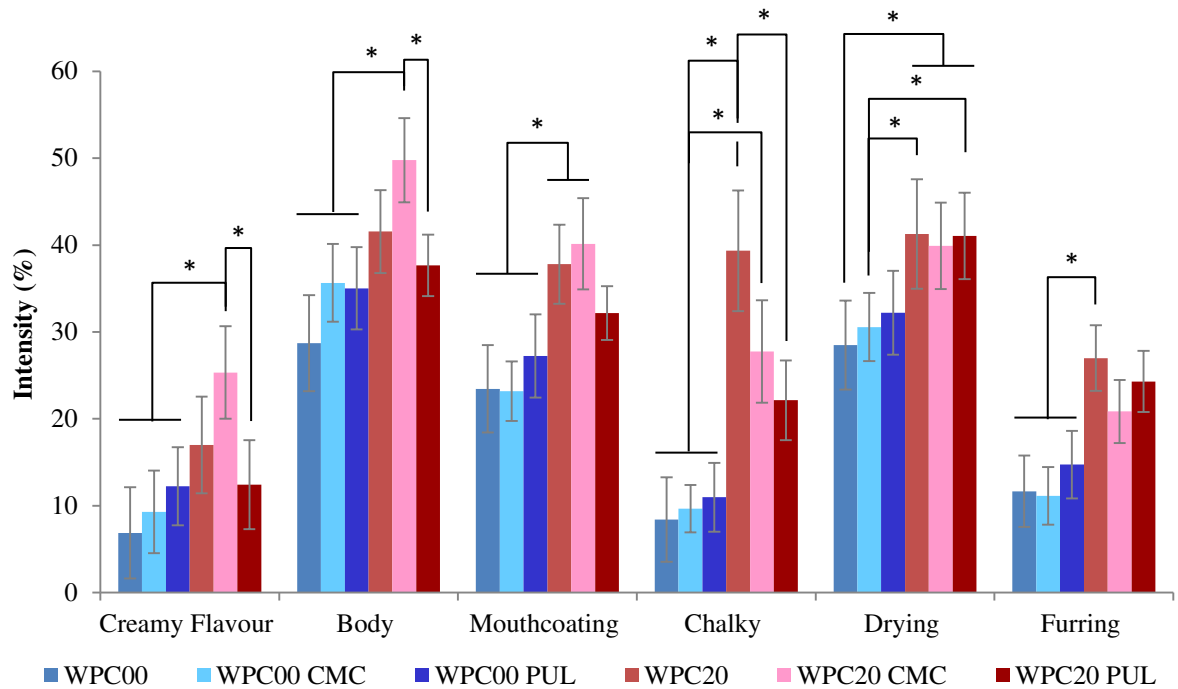 * * * *
* *
* * *
* *
* *
*
Intensity (%)
60
50
40
30
20
10
0
Creamy Flavour Body Mouthcoating Chalky Drying Furring
WPC00 WPC00 CMC WPC00 PUL WPC20 WPC20 CMC WPC20 PUL